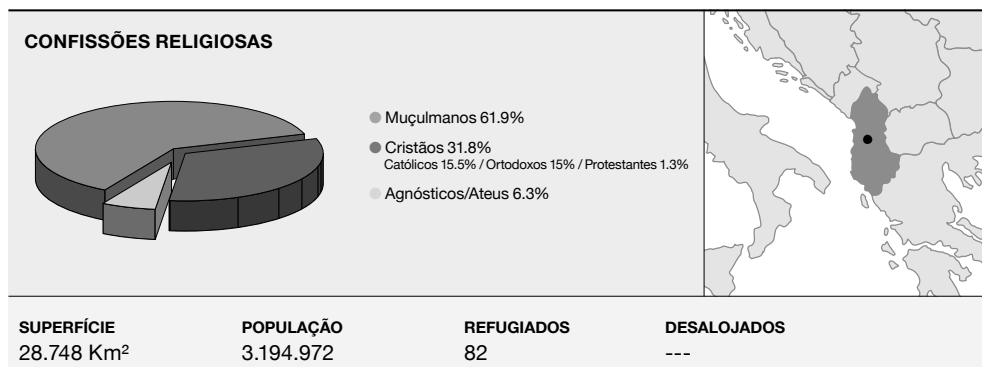 CONFISSÕES RELIGIOSAS
Muçulmanos 61.9%
Cristãos 31.8%
Católicos 15.5% / Ortodoxos 15% / Protestantes 1.3%
Agnósticos/Ateus 6.3%
SUPERFÍCIE
28.748 Km²
POPULAÇÃO
3.194.972
REFUGIADOS
82
DESALOJADOS
---